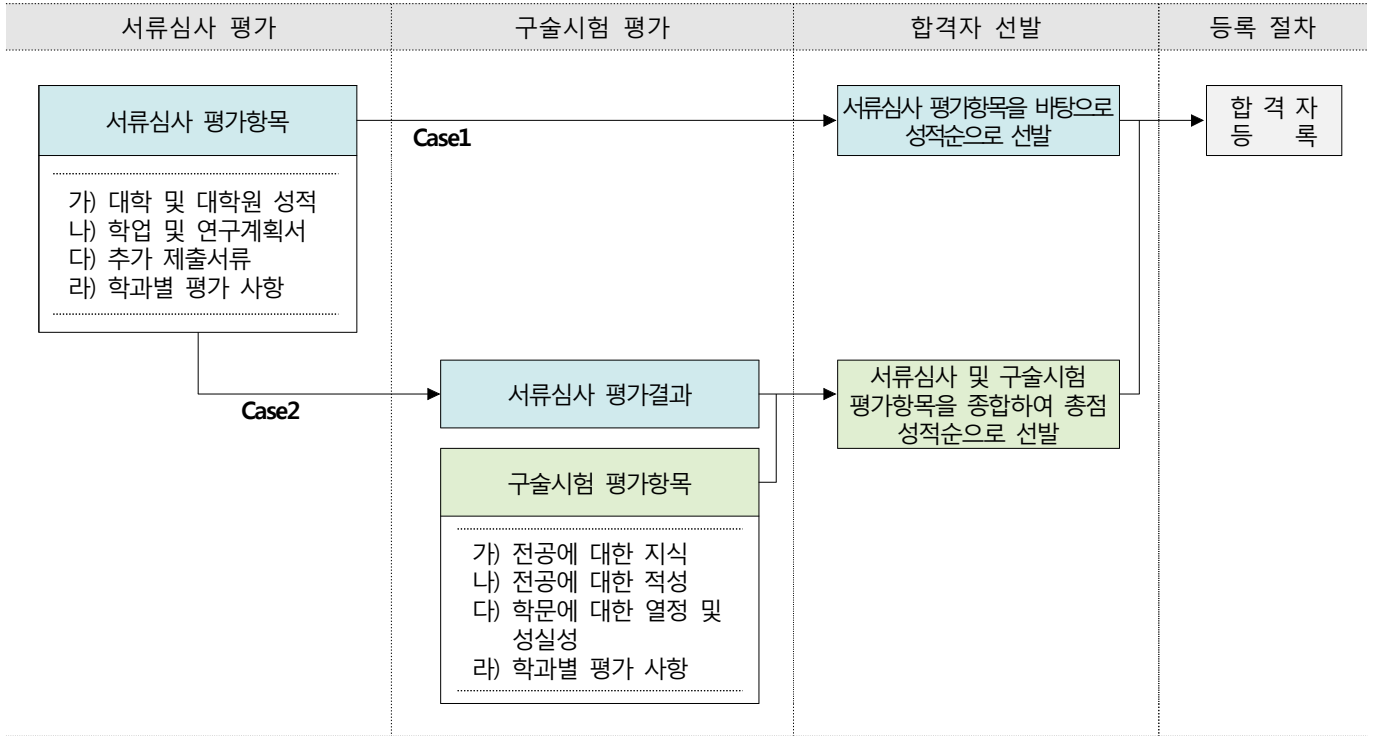 서류심사 평가
구술시험 평가
합격자 선발
등록 절차
서류심사 평가항목
가) 대학 및 대학원 성적
나) 학업 및 연구계획서
다) 추가 제출서류
라) 학과별 평가 사항
Case1
서류심사 평가항목을 바탕으로
성적순으로 선발
합 격 자
등 록
Case2
서류심사 평가결과
서류심사 및 구술시험
평가항목을 종합하여 총점
성적순으로 선발
구술시험 평가항목
가) 전공에 대한 지식
나) 전공에 대한 적성
다) 학문에 대한 열정 및
성실성
라) 학과별 평가 사항